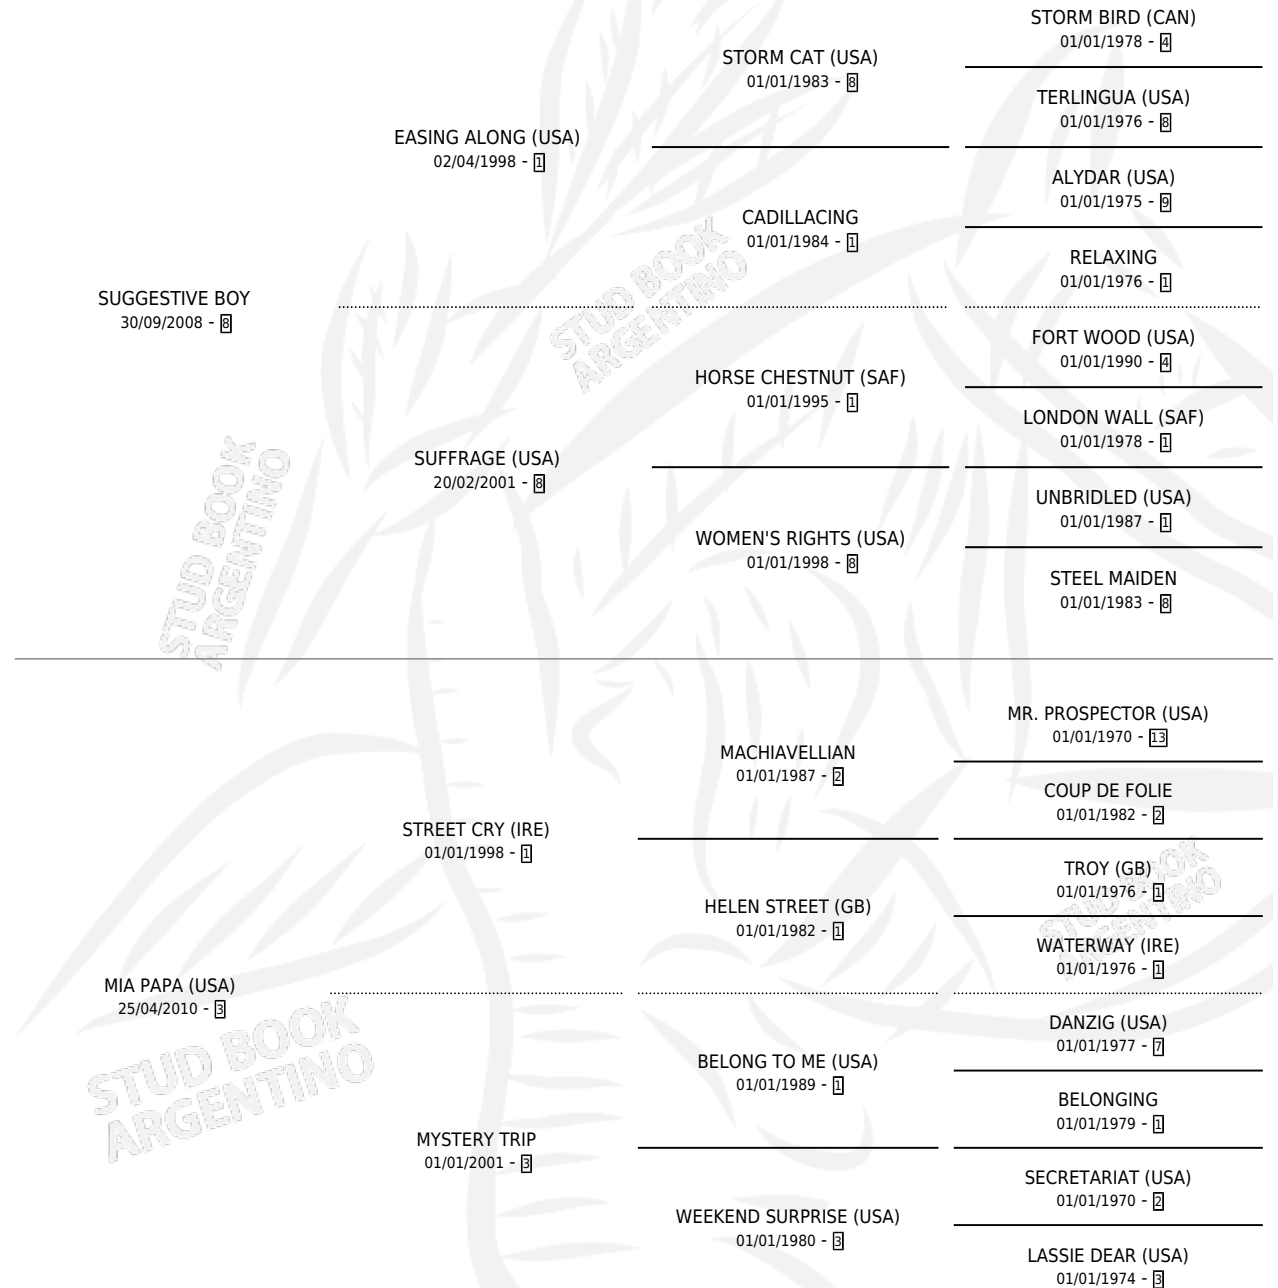 STORM BIRD (CAN)
01/01/1978 - 4
STORM CAT (USA)
01/01/1983 - 8
TERLINGUA (USA)
01/01/1976 - 8
EASING ALONG (USA)
02/04/1998 - 1
ALYDAR (USA)
01/01/1975 - 9
CADILLACING
01/01/1984 - 1
RELAXING
01/01/1976 - 1
SUGGESTIVE BOY
30/09/2008 - 8
FORT WOOD (USA)
01/01/1990 - 4
HORSE CHESTNUT (SAF)
01/01/1995 - 1
LONDON WALL (SAF)
01/01/1978 - 1
SUFFRAGE (USA)
20/02/2001 - 8
UNBRIDLED (USA)
01/01/1987 - 1
WOMEN'S RIGHTS (USA)
01/01/1998 - 8
STEEL MAIDEN
01/01/1983 - 8
MR. PROSPECTOR (USA)
01/01/1970 - 13
MACHIAVELLIAN
01/01/1987 - 2
COUP DE FOLIE
01/01/1982 - 2
STREET CRY (IRE)
01/01/1998 - 1
TROY (GB)
01/01/1976 - 1
HELEN STREET (GB)
01/01/1982 - 1
WATERWAY (IRE)
01/01/1976 - 1
MIA PAPA (USA)
25/04/2010 - 3
DANZIG (USA)
01/01/1977 - 7
BELONG TO ME (USA)
01/01/1989 - 1
BELONGING
01/01/1979 - 1
MYSTERY TRIP
01/01/2001 - 3
SECRETARIAT (USA)
01/01/1970 - 2
WEEKEND SURPRISE (USA)
01/01/1980 - 3
LASSIE DEAR (USA)
01/01/1974 - 3
STUD BOOK
ARGENTINO
STUD BOOK
ARGENTINO
STUD BOOK
ARGENTINO
STUD BOOK
ARGENTINO